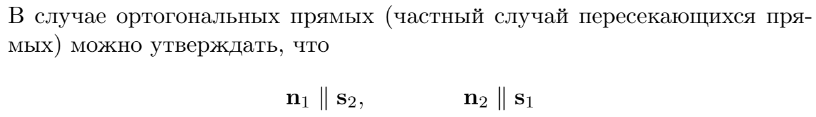 В случае ортогональных прямых (частный случай пересекающихся пря-
мых) можно утверждать, что
n₁ ∥ s₂, n₂ ∥ s₁